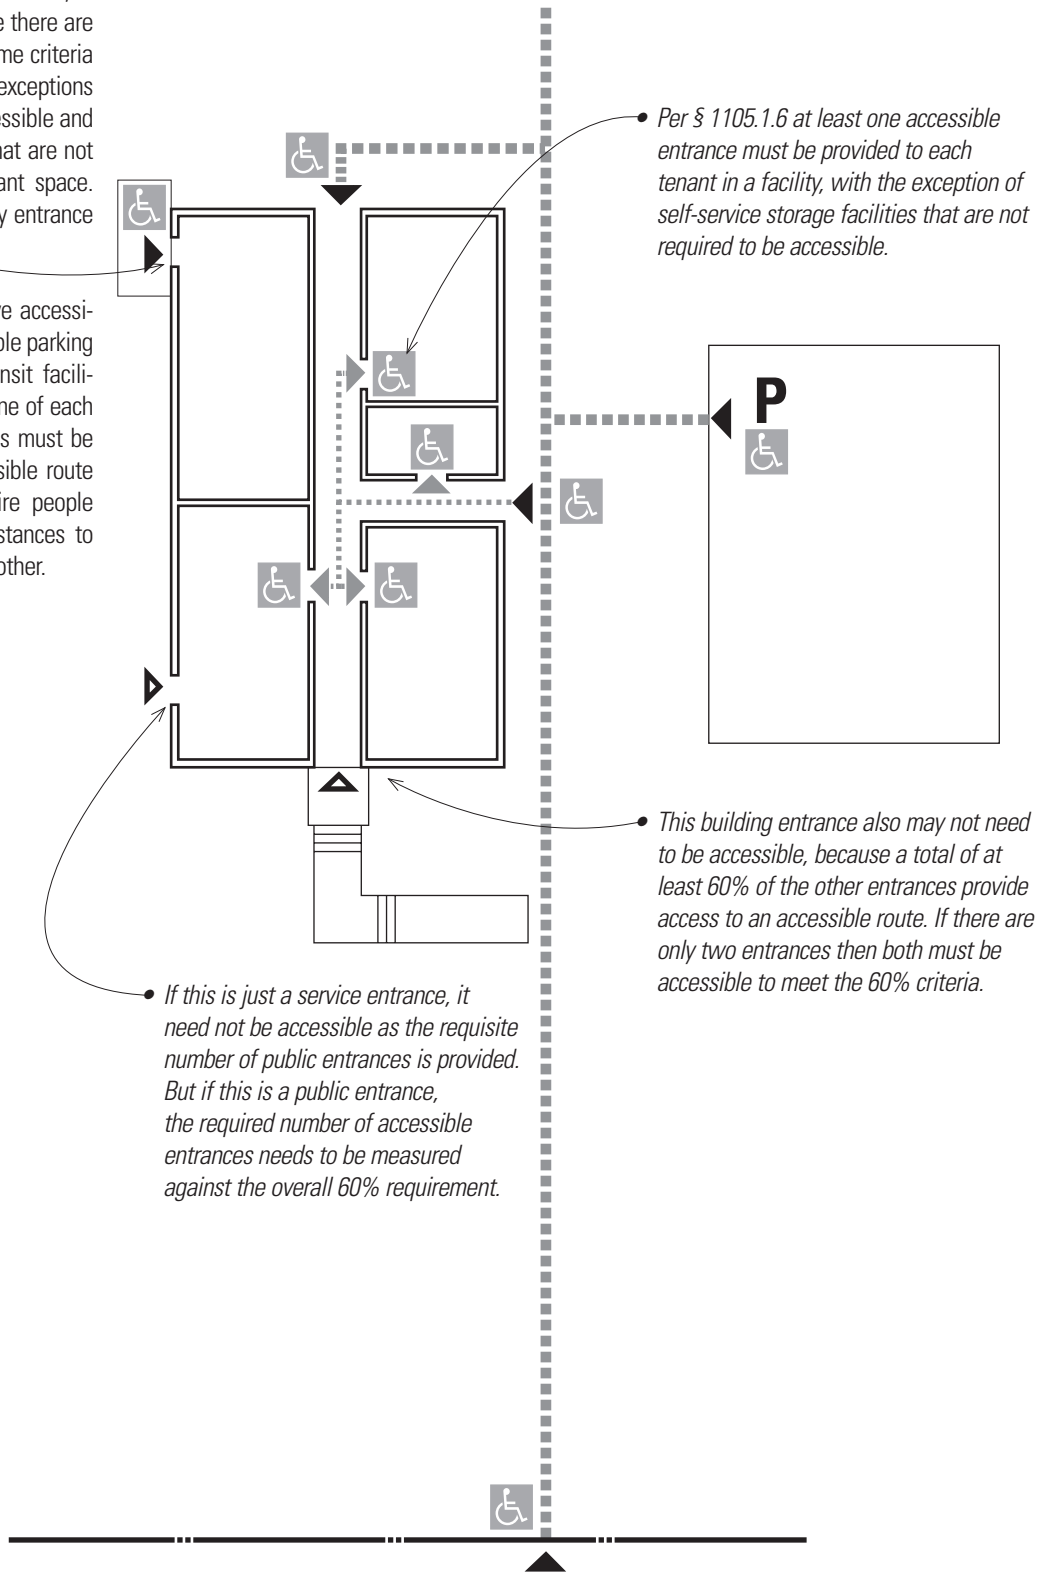 e there are
me criteria
exceptions
essible and
hat are not
ant space.
y entrance
ve accessi-
ble parking
nsit facili-
ne of each
s must be
sible route
ire people
stances to
other.
• Per § 1105.1.6 at least one accessible
entrance must be provided to each
tenant in a facility, with the exception of
self-service storage facilities that are not
required to be accessible.
P
• This building entrance also may not need
to be accessible, because a total of at
least 60% of the other entrances provide
access to an accessible route. If there are
only two entrances then both must be
accessible to meet the 60% criteria.
• If this is just a service entrance, it
need not be accessible as the requisite
number of public entrances is provided.
But if this is a public entrance,
the required number of accessible
entrances needs to be measured
against the overall 60% requirement.